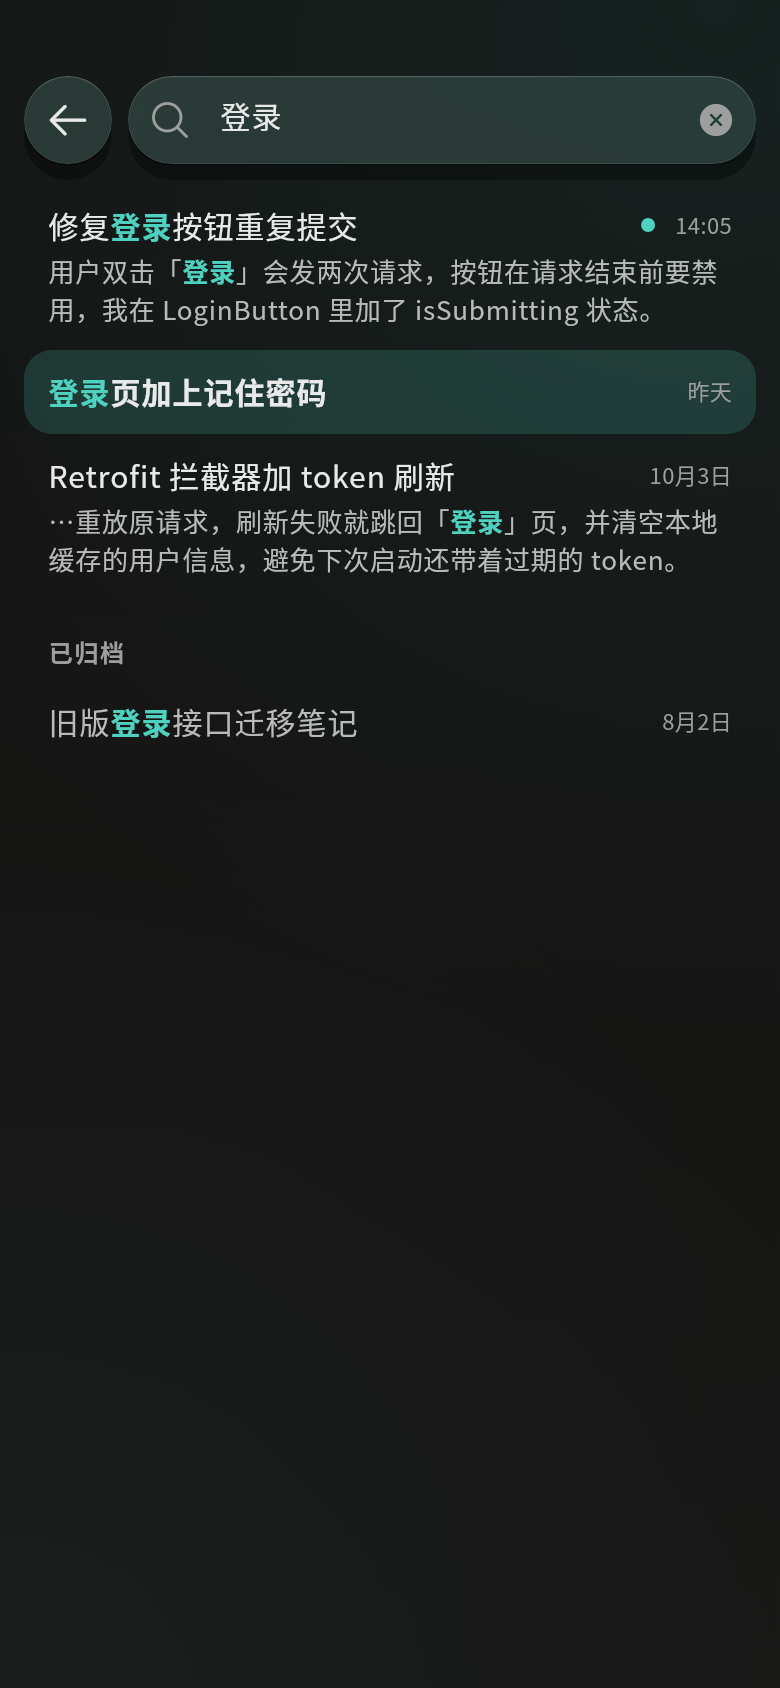 登录
修复登录按钮重复提交 14:05
用户双击「登录」会发两次请求，按钮在请求结束前要禁
用，我在 LoginButton 里加了 isSubmitting 状态。
登录页加上记住密码 昨天
Retrofit 拦截器加 token 刷新 10月3日
…重放原请求，刷新失败就跳回「登录」页，并清空本地
缓存的用户信息，避免下次启动还带着过期的 token。
已归档
旧版登录接口迁移笔记 8月2日